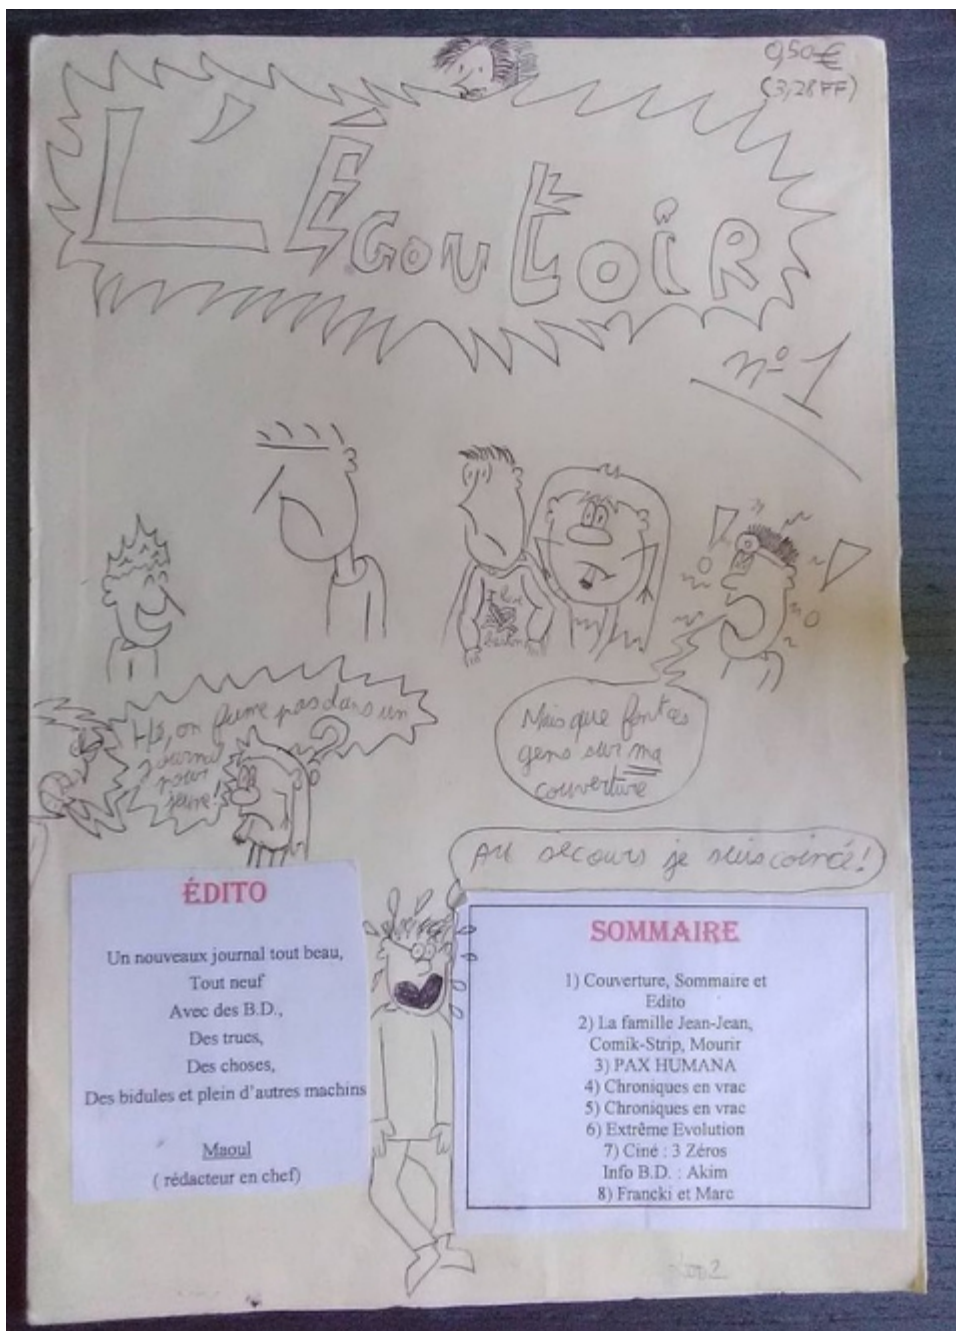 0,50€
(3,28 FF)
L'ÉGOUTOIR
n° 1
I love
Hé, on fume pas dans un
journal
pour
jeune!
?
Mais que font ces
gens sur ma
couverture
Au secours je suis coincé!
ÉDITO
Un nouveaux journal tout beau,
Tout neuf
Avec des B.D.,
Des trucs,
Des choses,
Des bidules et plein d'autres machins
Maoul
( rédacteur en chef)
SOMMAIRE
1) Couverture, Sommaire et
Edito
2) La famille Jean-Jean,
Comik-Strip, Mourir
3) PAX HUMANA
4) Chroniques en vrac
5) Chroniques en vrac
6) Extrême Evolution
7) Ciné : 3 Zéros
Info B.D. : Akim
8) Francki et Marc